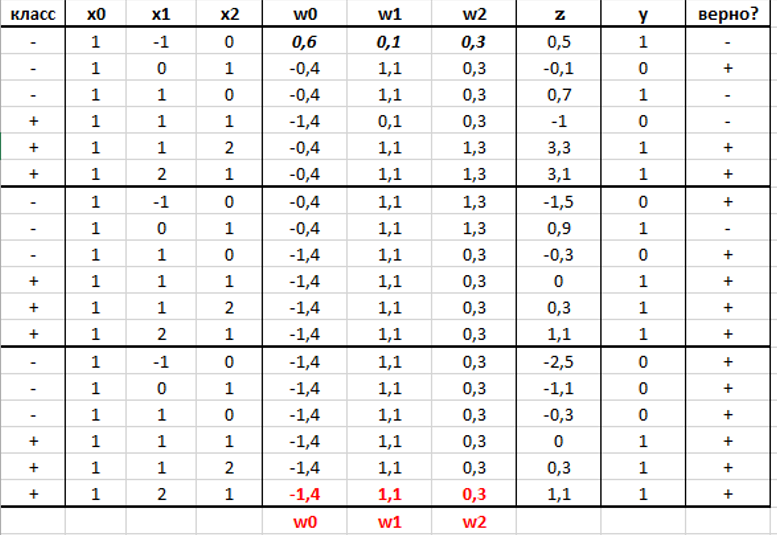 класс x0 x1 x2 w0 w1 w2 z y верно?
- 1 -1 0 0,6 0,1 0,3 0,5 1 -
- 1 0 1 -0,4 1,1 0,3 -0,1 0 +
- 1 1 0 -0,4 1,1 0,3 0,7 1 -
+ 1 1 1 -1,4 0,1 0,3 -1 0 -
+ 1 1 2 -0,4 1,1 1,3 3,3 1 +
+ 1 2 1 -0,4 1,1 1,3 3,1 1 +
- 1 -1 0 -0,4 1,1 1,3 -1,5 0 +
- 1 0 1 -0,4 1,1 1,3 0,9 1 -
- 1 1 0 -1,4 1,1 0,3 -0,3 0 +
+ 1 1 1 -1,4 1,1 0,3 0 1 +
+ 1 1 2 -1,4 1,1 0,3 0,3 1 +
+ 1 2 1 -1,4 1,1 0,3 1,1 1 +
- 1 -1 0 -1,4 1,1 0,3 -2,5 0 +
- 1 0 1 -1,4 1,1 0,3 -1,1 0 +
- 1 1 0 -1,4 1,1 0,3 -0,3 0 +
+ 1 1 1 -1,4 1,1 0,3 0 1 +
+ 1 1 2 -1,4 1,1 0,3 0,3 1 +
+ 1 2 1 -1,4 1,1 0,3 1,1 1 +
w0 w1 w2